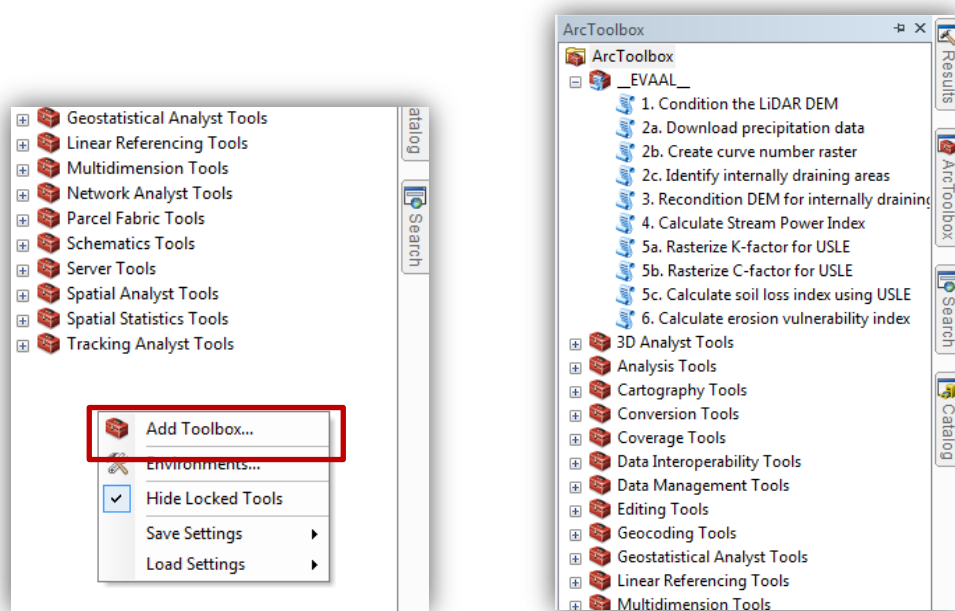 Geostatistical Analyst Tools
Linear Referencing Tools
Multidimension Tools
Network Analyst Tools
Parcel Fabric Tools
Schematics Tools
Server Tools
Spatial Analyst Tools
Spatial Statistics Tools
Tracking Analyst Tools
Add Toolbox...
Environments...
Hide Locked Tools
Save Settings
Load Settings
atalog
Search
ArcToolbox
ArcToolbox
__EVAAL__
1. Condition the LiDAR DEM
2a. Download precipitation data
2b. Create curve number raster
2c. Identify internally draining areas
3. Recondition DEM for internally draining
4. Calculate Stream Power Index
5a. Rasterize K-factor for USLE
5b. Rasterize C-factor for USLE
5c. Calculate soil loss index using USLE
6. Calculate erosion vulnerability index
3D Analyst Tools
Analysis Tools
Cartography Tools
Conversion Tools
Coverage Tools
Data Interoperability Tools
Data Management Tools
Editing Tools
Geocoding Tools
Geostatistical Analyst Tools
Linear Referencing Tools
Multidimension Tools
Results
ArcToolbox
Search
Catalog